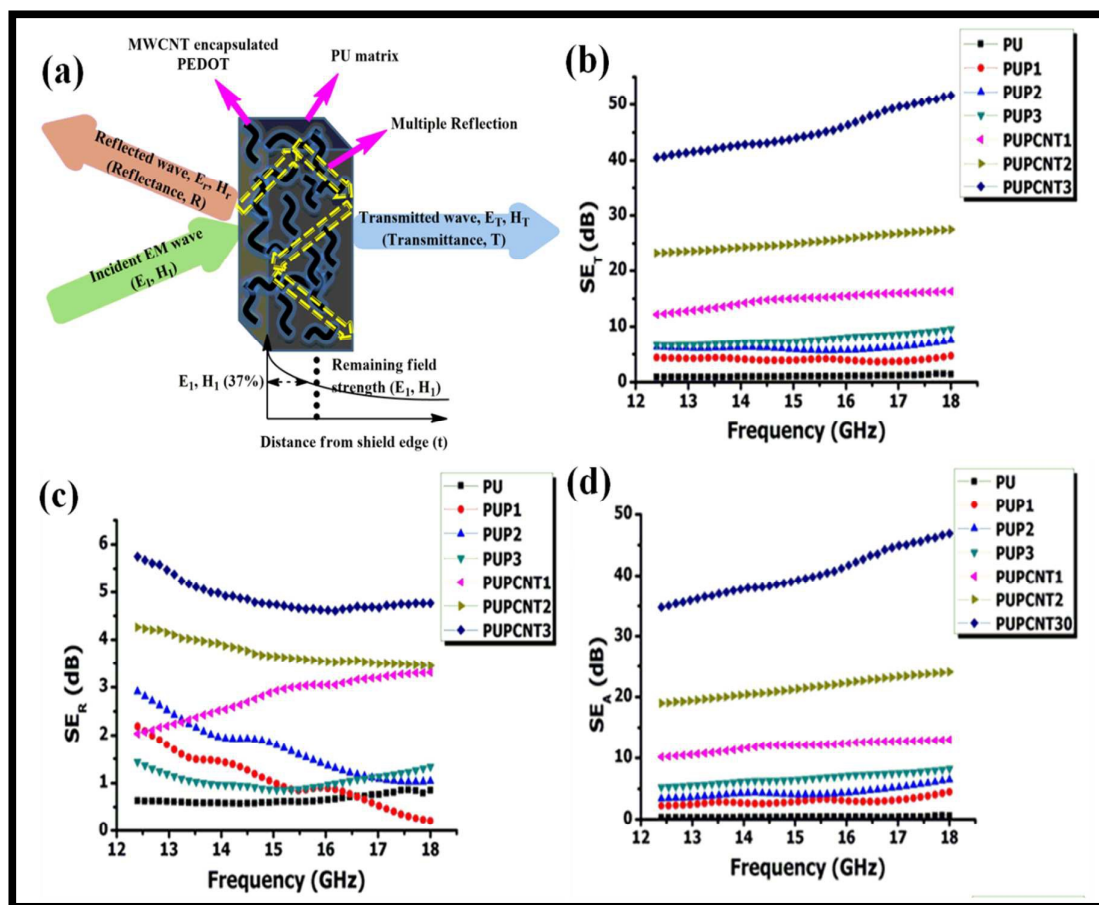 (a)
MWCNT encapsulated
PEDOT
PU matrix
Multiple Reflection
Reflected wave, Er, Hr
(Reflectance, R)
Incident EM wave
(EI, H1)
Transmitted wave, ET, HT
(Transmittance, T)
E1, H1 (37%)
Remaining field
strength (E1, H1)
Distance from shield edge (t)
(b)
PU
PUP1
PUP2
PUP3
PUPCNT1
PUPCNT2
PUPCNT3
SET (dB)
50
40
30
20
10
0
12 13 14 15 16 17 18
Frequency (GHz)
(c)
PU
PUP1
PUP2
PUP3
PUPCNT1
PUPCNT2
PUPCNT3
SER (dB)
6
5
4
3
2
1
0
12 13 14 15 16 17 18
Frequency (GHz)
(d)
PU
PUP1
PUP2
PUP3
PUPCNT1
PUPCNT2
PUPCNT30
SEA (dB)
50
40
30
20
10
0
12 13 14 15 16 17 18
Frequency (GHz)